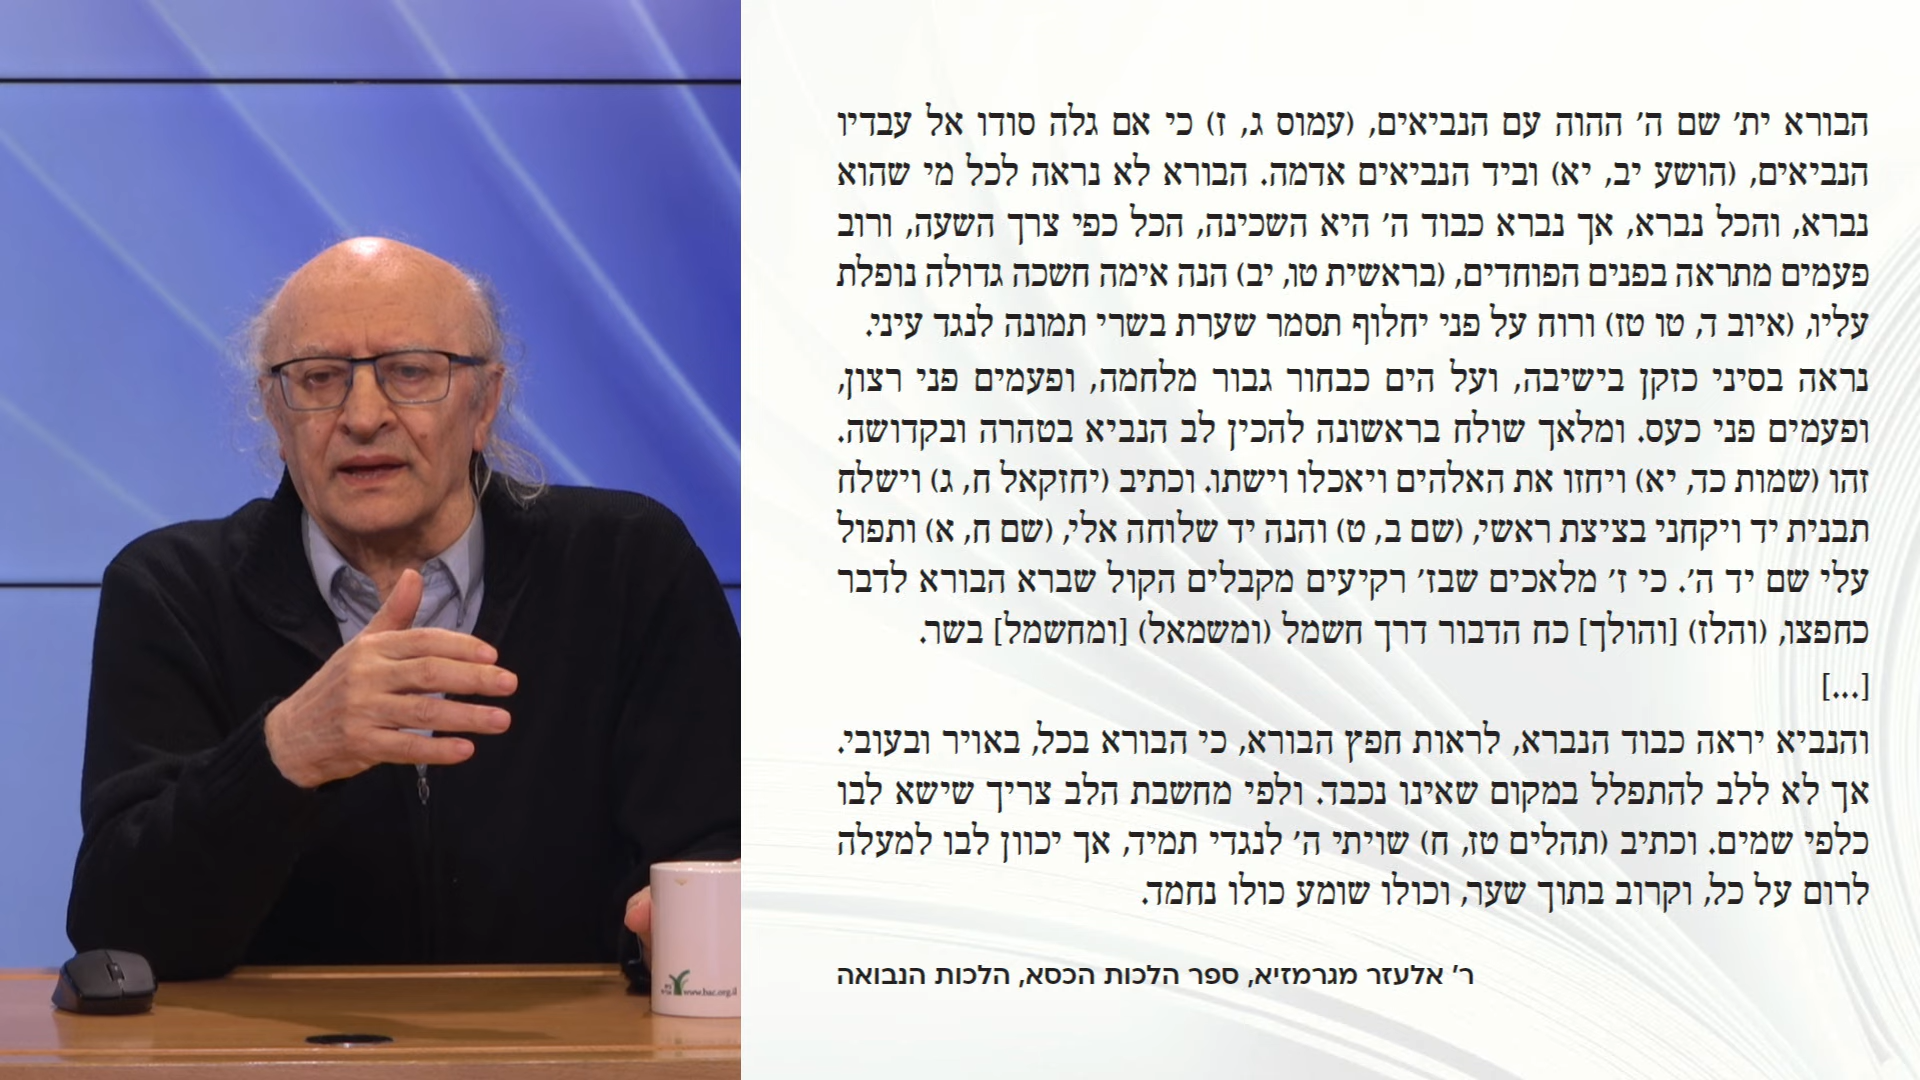 הבורא ית׳ שם ה׳ ההוה עם הנביאים, (עמוס ג, ז) כי אם גלה סודו אל עבדיו
הנביאים, (הושע יב, יא) וביד הנביאים אדמה. הבורא לא נראה לכל מי שהוא
נברא, והכל נברא, אך נברא כבוד ה׳ היא השכינה, הכל כפי צרך השעה, ורוב
פעמים מתראה בפנים הפוחדים, (בראשית טו, יב) הנה אימה חשכה גדולה נופלת
עליו, (איוב ד, טו טז) ורוח על פני יחלוף תסמר שערת בשרי תמונה לנגד עיני.
נראה בסיני כזקן בישיבה, ועל הים כבחור גבור מלחמה, ופעמים פני רצון,
ופעמים פני כעס. ומלאך שולח בראשונה להכין לב הנביא בטהרה ובקדושה.
זהו (שמות כד, יא) ויחזו את האלהים ויאכלו וישתו. וכתיב (יחזקאל ח, ג) וישלח
תבנית יד ויקחני בציצת ראשי, (שם ב, ט) והנה יד שלוחה אלי, (שם ח, א) ותפול
עלי שם יד ה׳. כי ז׳ מלאכים שבז׳ רקיעים מקבלים הקול שברא הבורא לדבר
כחפצו, (והלז) [והולך] כח הדבור דרך חשמל (ומשמאל) [ומחשמל] בשר.
[...]
והנביא יראה כבוד הנברא, לראות חפץ הבורא, כי הבורא בכל, באויר ובעובי.
אך לא ללב להתפלל במקום שאינו נכבד. ולפי מחשבת הלב צריך שישא לבו
כלפי שמים. וכתיב (תהלים טז, ח) שויתי ה׳ לנגדי תמיד, אך יכוון לבו למעלה
לרום על כל, וקרוב בתוך שער, וכולו שומע כולו נחמד.
ר׳ אלעזר מגרמזיא, ספר הלכות הכסא, הלכות הנבואה
www.bac.org.il